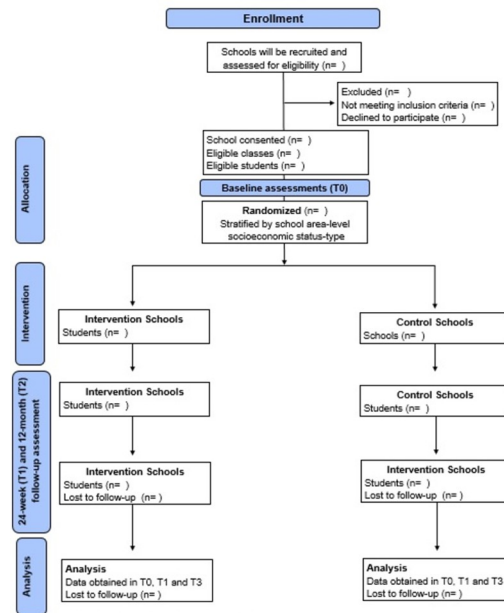 Enrollment
Schools will be recruited and
assessed for eligibility (n= )
Excluded (n= )
Not meeting inclusion criteria (n= )
Declined to participate (n= )
Allocation
School consented (n= )
Eligible classes (n= )
Eligible students (n= )
Baseline assessments (T0)
Randomized (n= )
Stratified by school area-level
socioeconomic status-type
Intervention
Intervention Schools
Students (n= )
Control Schools
Schools (n= )
24-week (T1) and 12-month (T2)
follow-up assessment
Intervention Schools
Students (n= )
Control Schools
Students (n= )
Intervention Schools
Students (n= )
Lost to follow-up (n= )
Intervention Schools
Students (n= )
Lost to follow-up (n= )
Analysis
Analysis
Data obtained in T0, T1 and T3
Lost to follow-up (n= )
Analysis
Data obtained in T0, T1 and T3
Lost to follow-up (n= )